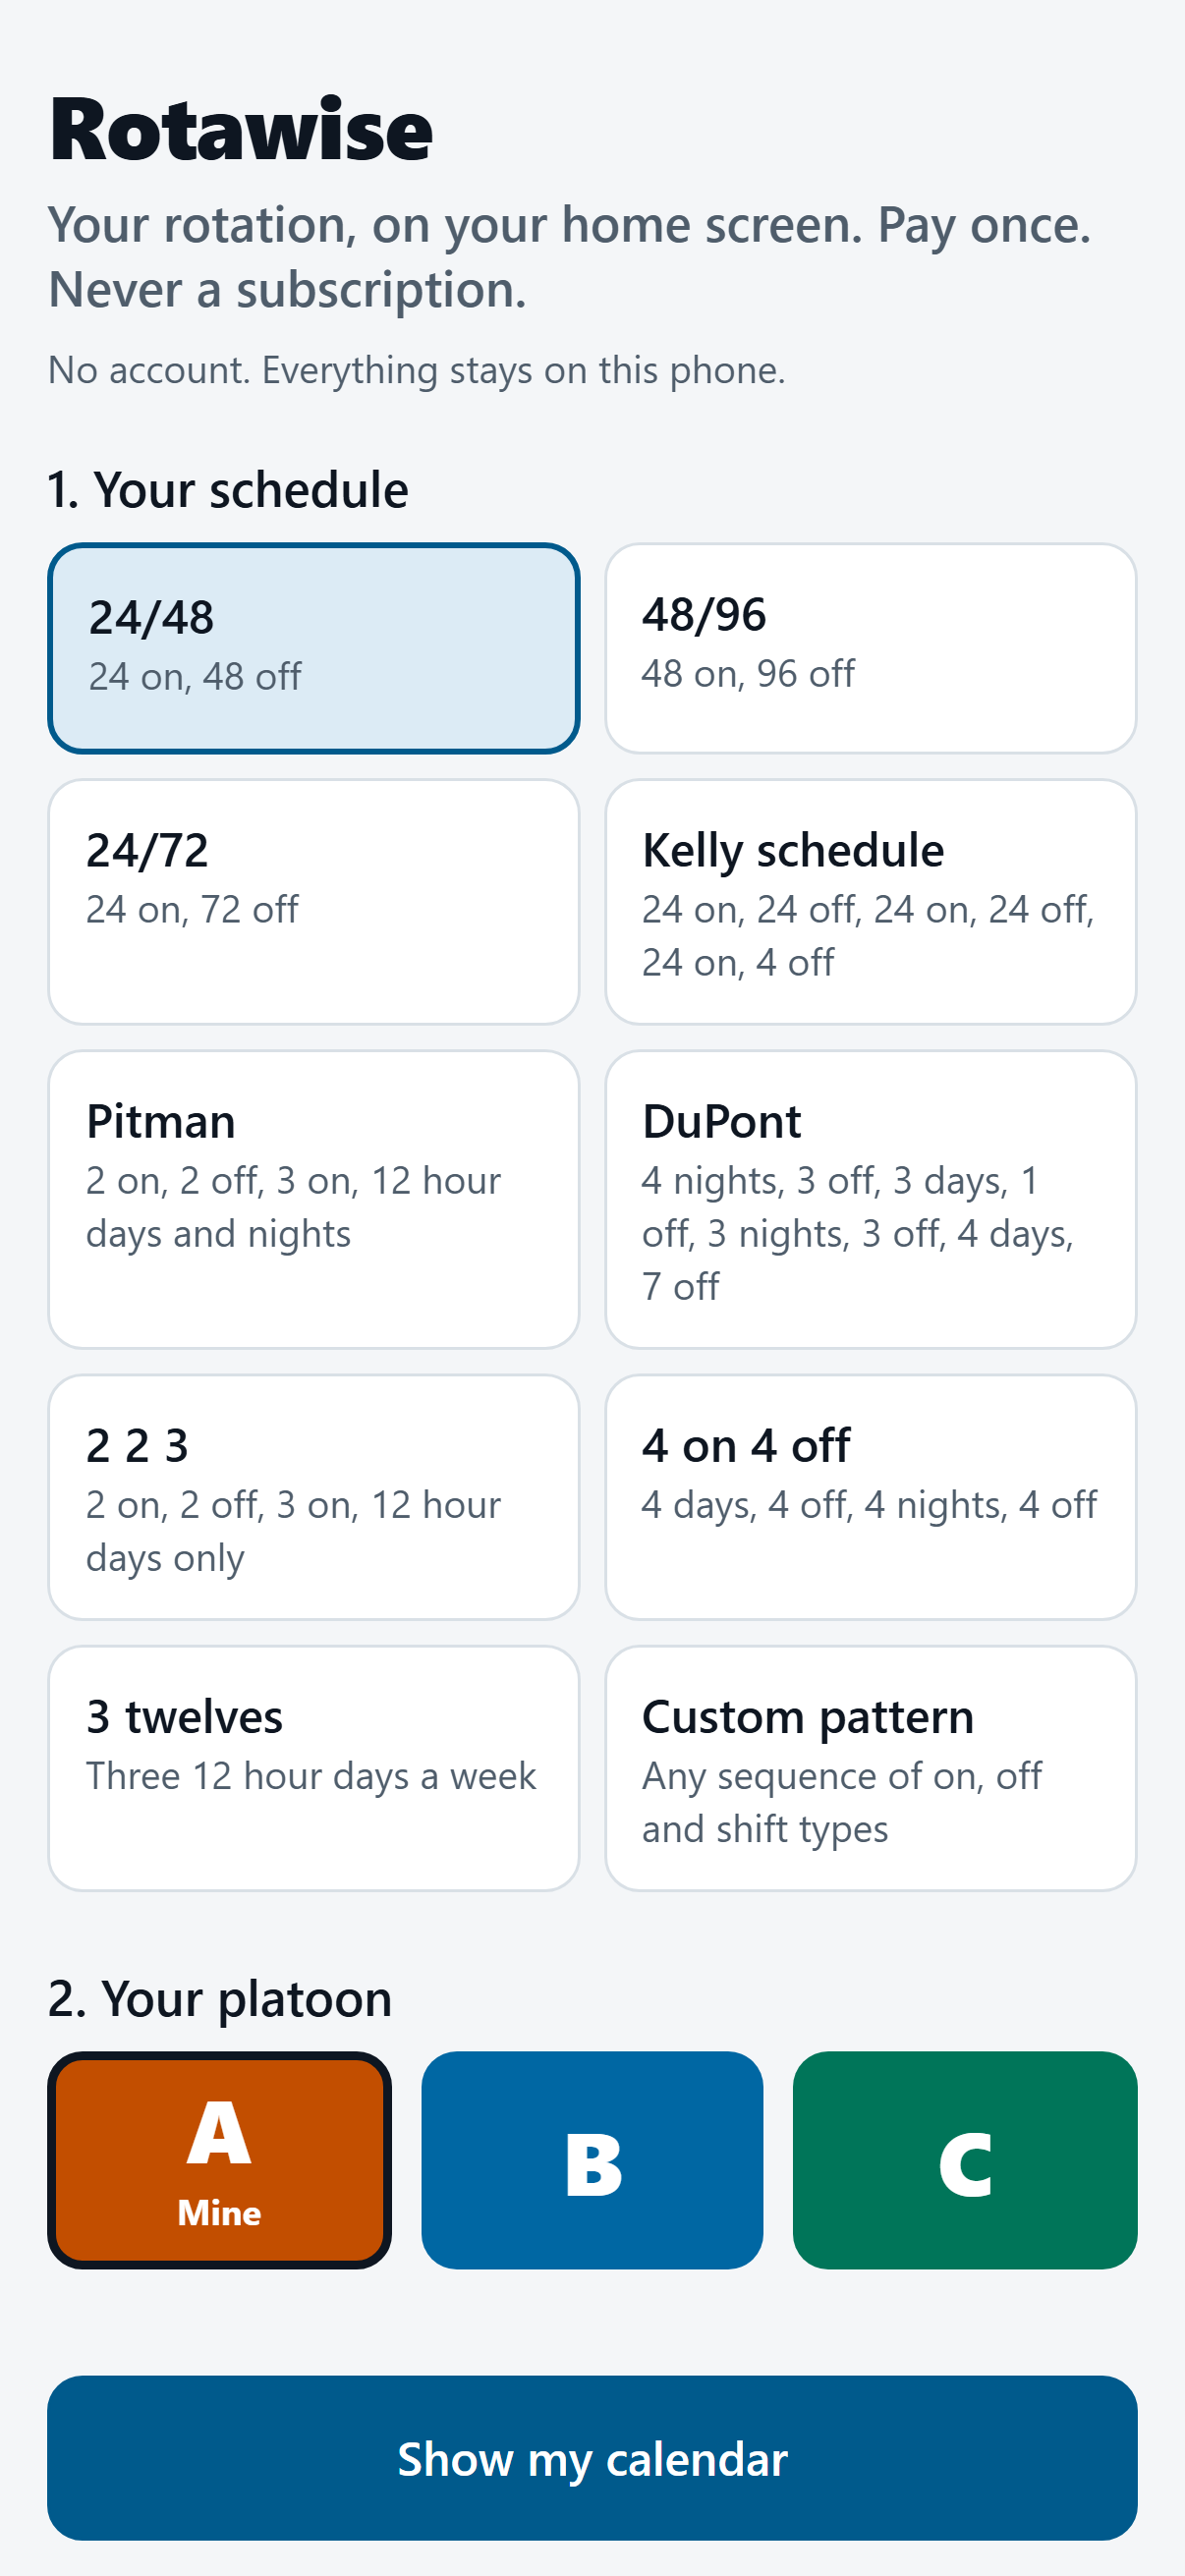 Rotawise
Your rotation, on your home screen. Pay once.
Never a subscription.
No account. Everything stays on this phone.
1. Your schedule
24/48
24 on, 48 off
48/96
48 on, 96 off
24/72
24 on, 72 off
Kelly schedule
24 on, 24 off, 24 on, 24 off,
24 on, 4 off
Pitman
2 on, 2 off, 3 on, 12 hour
days and nights
DuPont
4 nights, 3 off, 3 days, 1
off, 3 nights, 3 off, 4 days,
7 off
2 2 3
2 on, 2 off, 3 on, 12 hour
days only
4 on 4 off
4 days, 4 off, 4 nights, 4 off
3 twelves
Three 12 hour days a week
Custom pattern
Any sequence of on, off
and shift types
2. Your platoon
A
Mine
B
C
Show my calendar